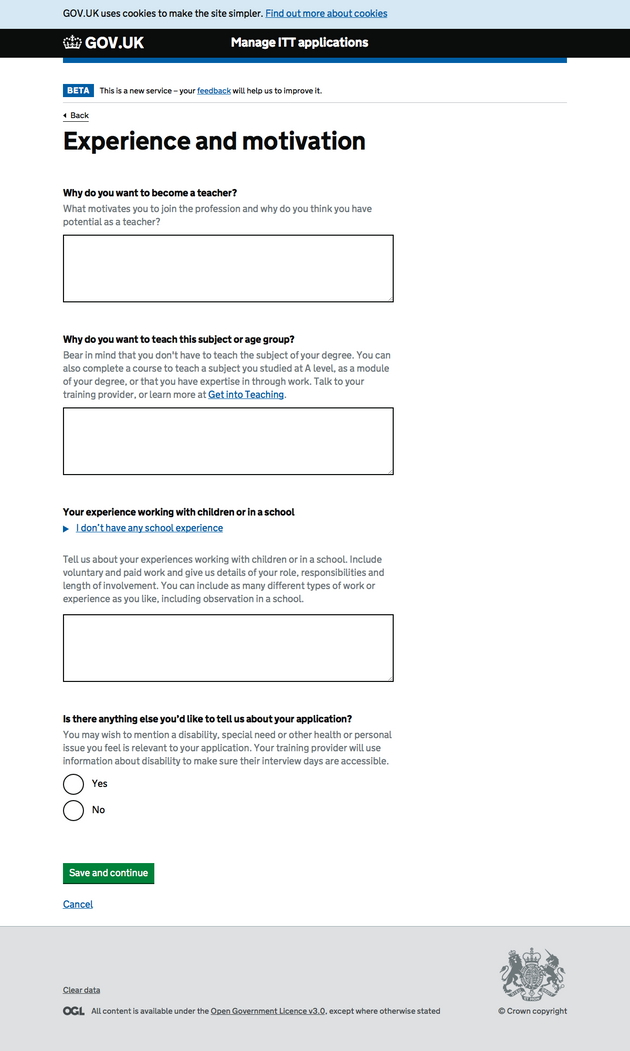 GOV.UK uses cookies to make the site simpler. Find out more about cookies
GOV.UK Manage ITT applications
BETA This is a new service – your feedback will help us to improve it.
Back
Experience and motivation
Why do you want to become a teacher?
What motivates you to join the profession and why do you think you have
potential as a teacher?
Why do you want to teach this subject or age group?
Bear in mind that you don't have to teach the subject of your degree. You can
also complete a course to teach a subject you studied at A level, as a module
of your degree, or that you have expertise in through work. Talk to your
training provider, or learn more at Get into Teaching.
Your experience working with children or in a school
I don't have any school experience
Tell us about your experiences working with children or in a school. Include
voluntary and paid work and give us details of your role, responsibilities and
length of involvement. You can include as many different types of work or
experience as you like, including observation in a school.
Is there anything else you'd like to tell us about your application?
You may wish to mention a disability, special need or other health or personal
issue you feel is relevant to your application. Your training provider will use
information about disability to make sure their interview days are accessible.
Yes
No
Save and continue
Cancel
Clear data
OGL All content is available under the Open Government Licence v3.0, except where otherwise stated
© Crown copyright